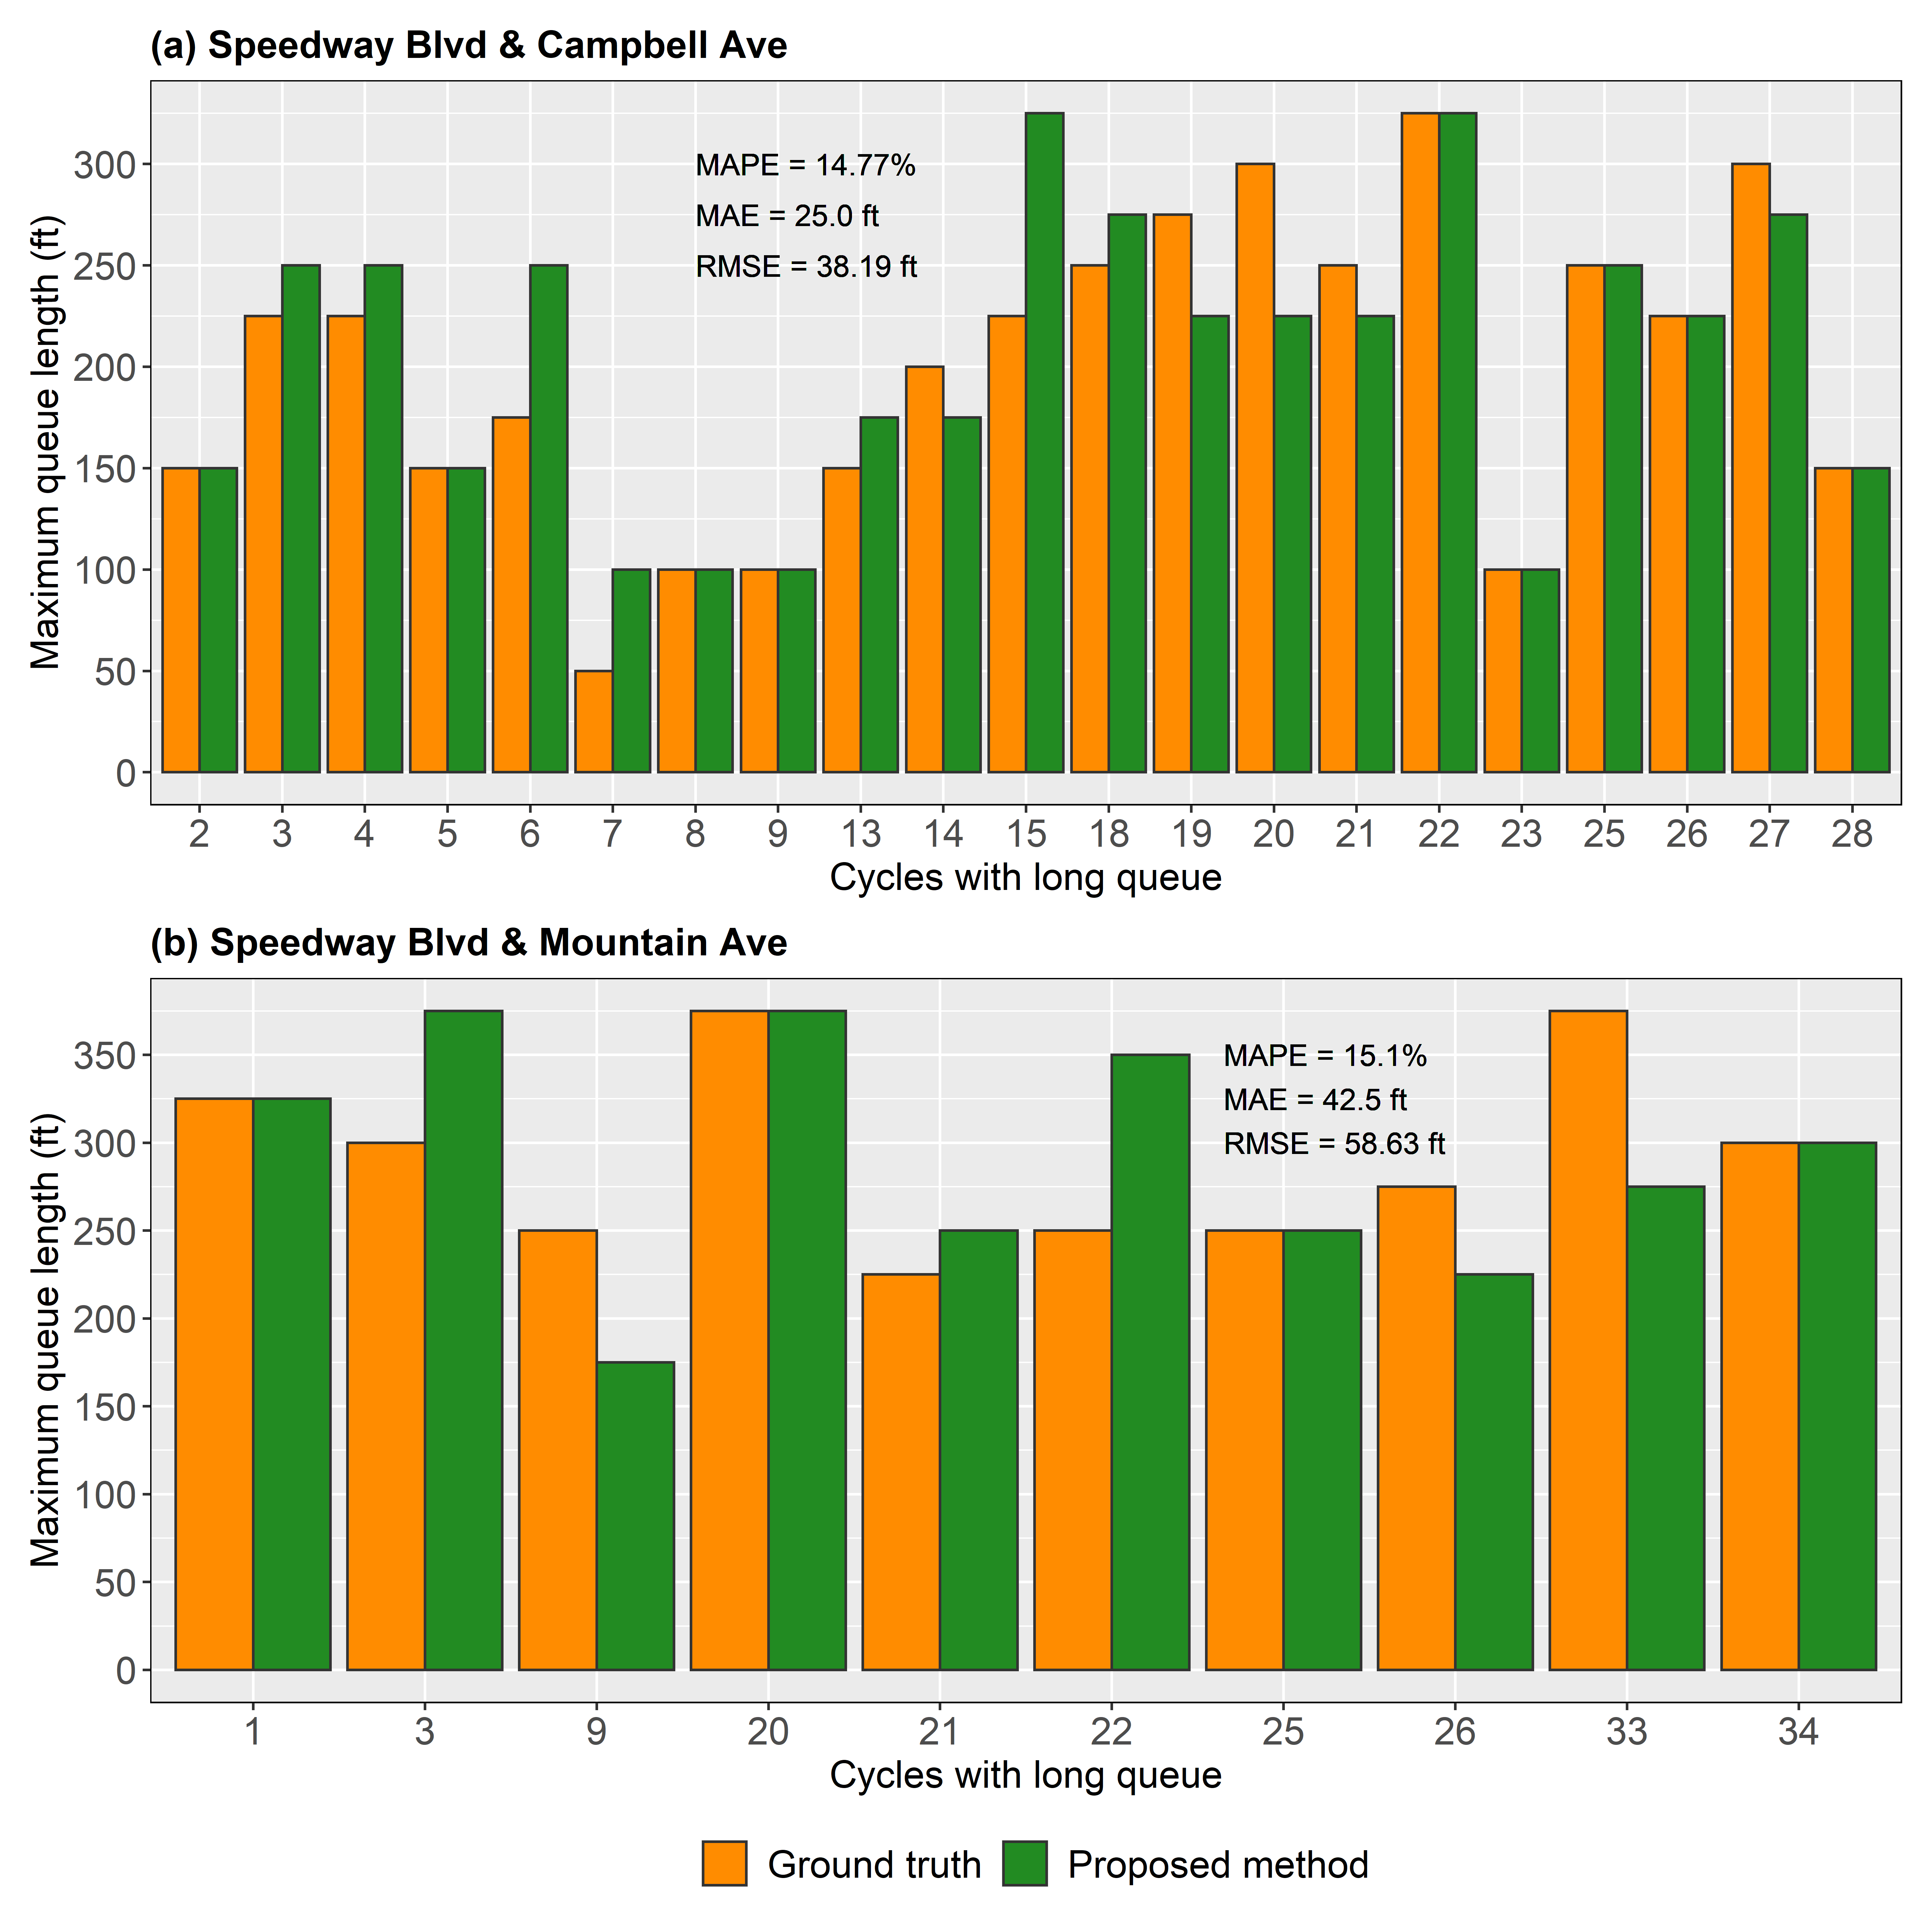 (a) Speedway Blvd & Campbell Ave
Maximum queue length (ft)
300
250
200
150
100
50
0
MAPE = 14.77%
MAE = 25.0 ft
RMSE = 38.19 ft
2 3 4 5 6 7 8 9 13 14 15 18 19 20 21 22 23 25 26 27 28
Cycles with long queue
(b) Speedway Blvd & Mountain Ave
Maximum queue length (ft)
350
300
250
200
150
100
50
0
MAPE = 15.1%
MAE = 42.5 ft
RMSE = 58.63 ft
1 3 9 20 21 22 25 26 33 34
Cycles with long queue
Ground truth Proposed method